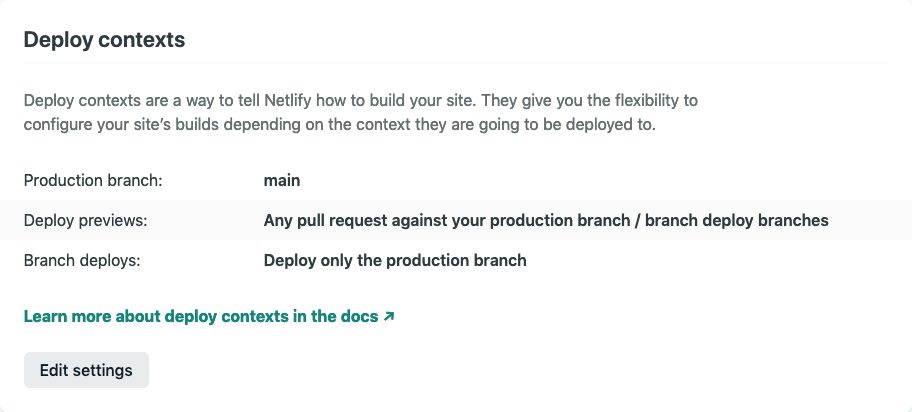 Deploy contexts
Deploy contexts are a way to tell Netlify how to build your site. They give you the flexibility to
configure your site’s builds depending on the context they are going to be deployed to.
Production branch: main
Deploy previews: Any pull request against your production branch / branch deploy branches
Branch deploys: Deploy only the production branch
Learn more about deploy contexts in the docs ↗
Edit settings